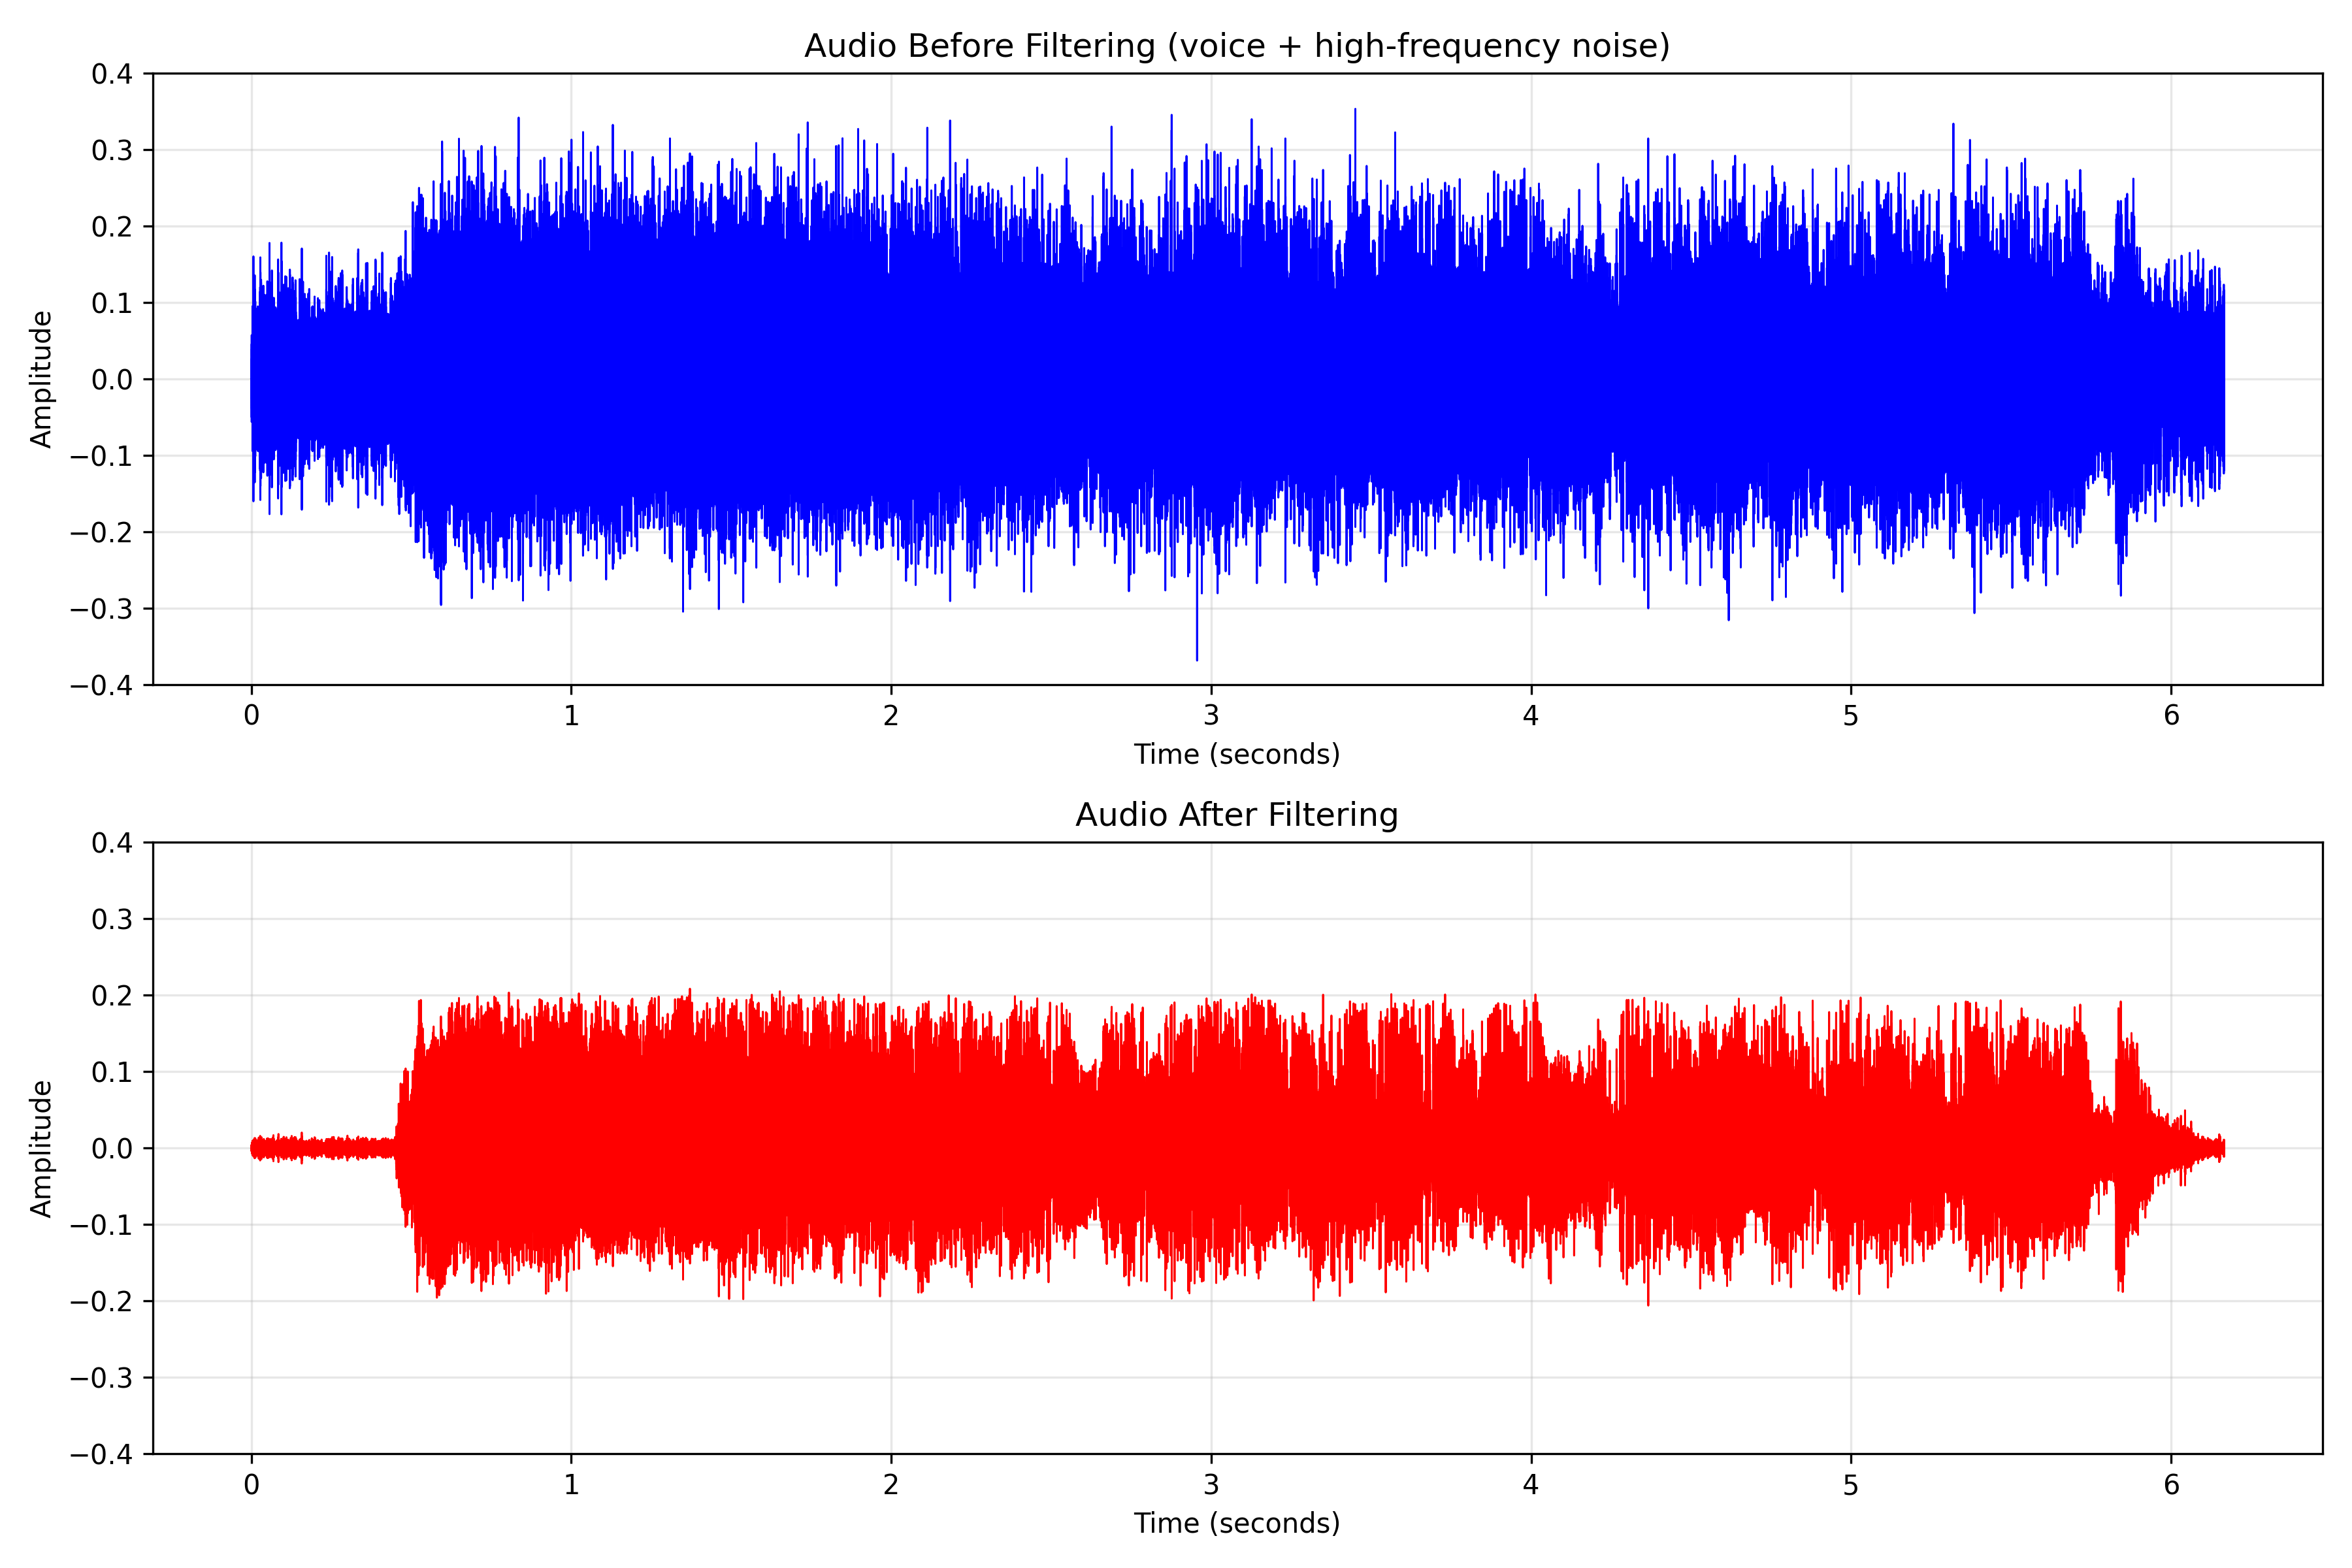 Audio Before Filtering (voice + high-frequency noise)
0.4
0.3
0.2
0.1
0.0
−0.1
−0.2
−0.3
−0.4
Amplitude
0 1 2 3 4 5 6
Time (seconds)
Audio After Filtering
0.4
0.3
0.2
0.1
0.0
−0.1
−0.2
−0.3
−0.4
Amplitude
0 1 2 3 4 5 6
Time (seconds)